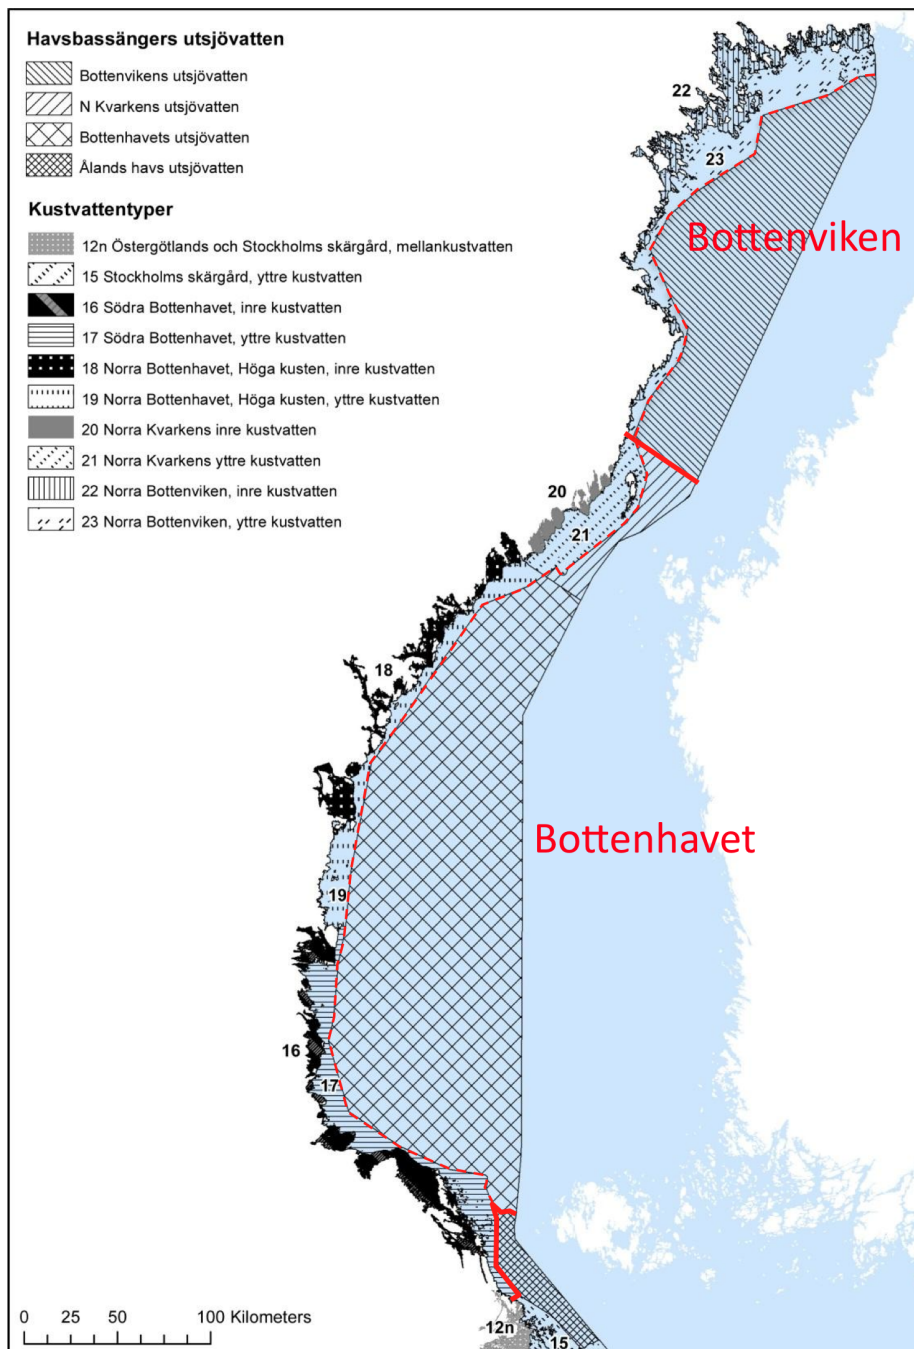 Havsbassängers utsjövatten
Bottenvikens utsjövatten
N Kvarkens utsjövatten
Bottenhavets utsjövatten
Ålands havs utsjövatten
Kustvattentyper
12n Östergötlands och Stockholms skärgård, mellankustvatten
15 Stockholms skärgård, yttre kustvatten
16 Södra Bottenhavet, inre kustvatten
17 Södra Bottenhavet, yttre kustvatten
18 Norra Bottenhavet, Höga kusten, inre kustvatten
19 Norra Bottenhavet, Höga kusten, yttre kustvatten
20 Norra Kvarkens inre kustvatten
21 Norra Kvarkens yttre kustvatten
22 Norra Bottenviken, inre kustvatten
23 Norra Bottenviken, yttre kustvatten
22
23
Bottenviken
20
21
18
Bottenhavet
19
16
17
12n
15
0 25 50 100 Kilometers